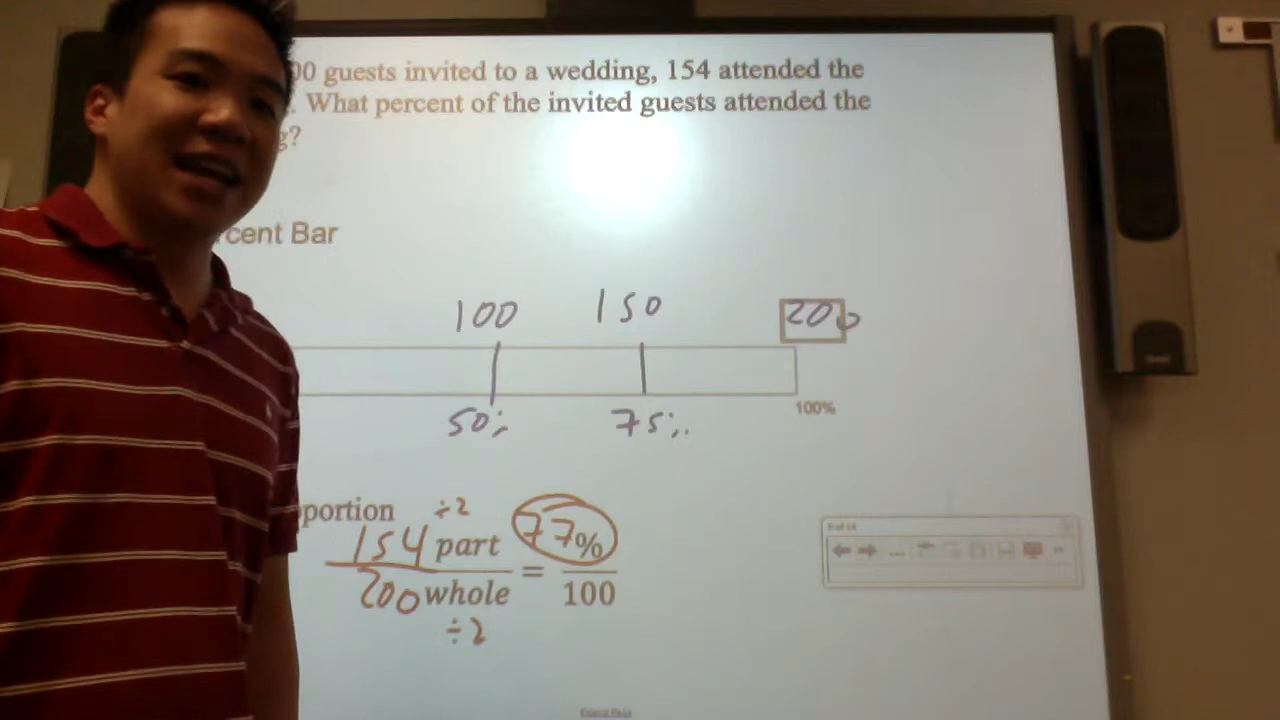 00 guests invited to a wedding, 154 attended the
. What percent of the invited guests attended the
g?
rcent Bar
100 150 200
50% 75%
100%
portion ÷2
154 part = 77%
200 whole 100
÷2